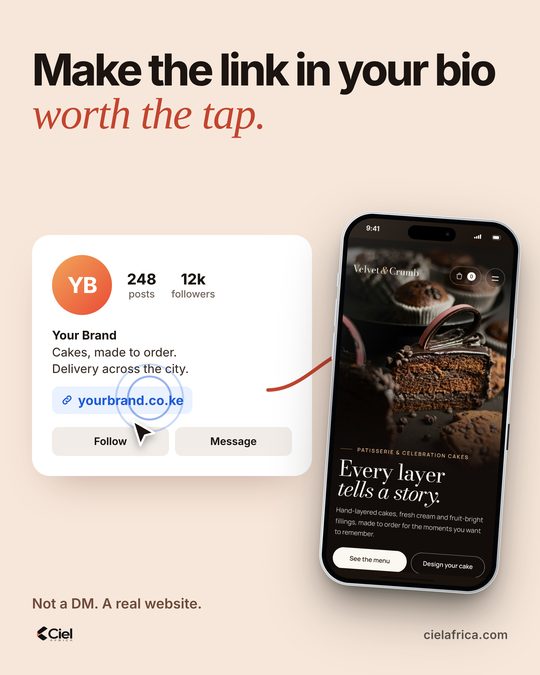 Make the link in your bio
worth the tap.
YB
248
posts
12k
followers
Your Brand
Cakes, made to order.
Delivery across the city.
yourbrand.co.ke
Follow
Message
9:41
Velvet & Crumb
0
PATISSERIE & CELEBRATION CAKES
Every layer
tells a story.
Hand-layered cakes, fresh cream and fruit-bright
fillings, made to order for the moments you want
to remember.
See the menu
Design your cake
Not a DM. A real website.
Ciel
cielafrica.com